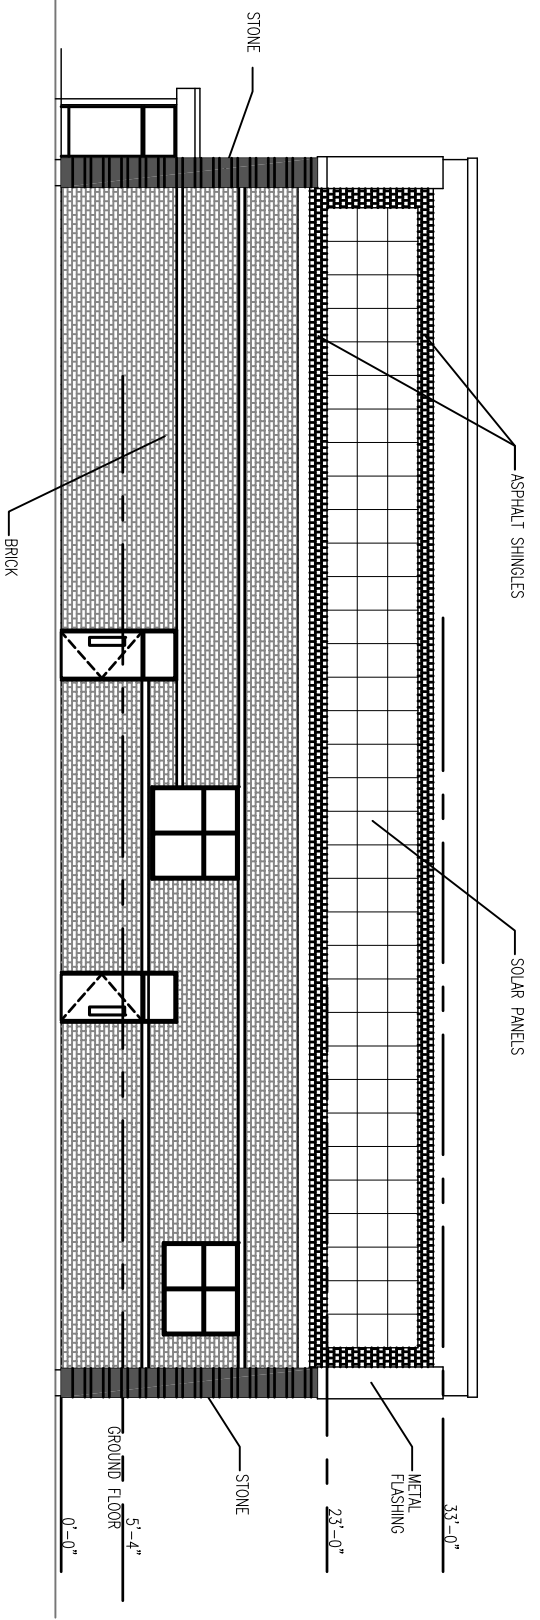 STONE
ASPHALT SHINGLES
BRICK
SOLAR PANELS
METAL
FLASHING
STONE
33'-0"
23'-0"
5'-4"
GROUND FLOOR
0'-0"